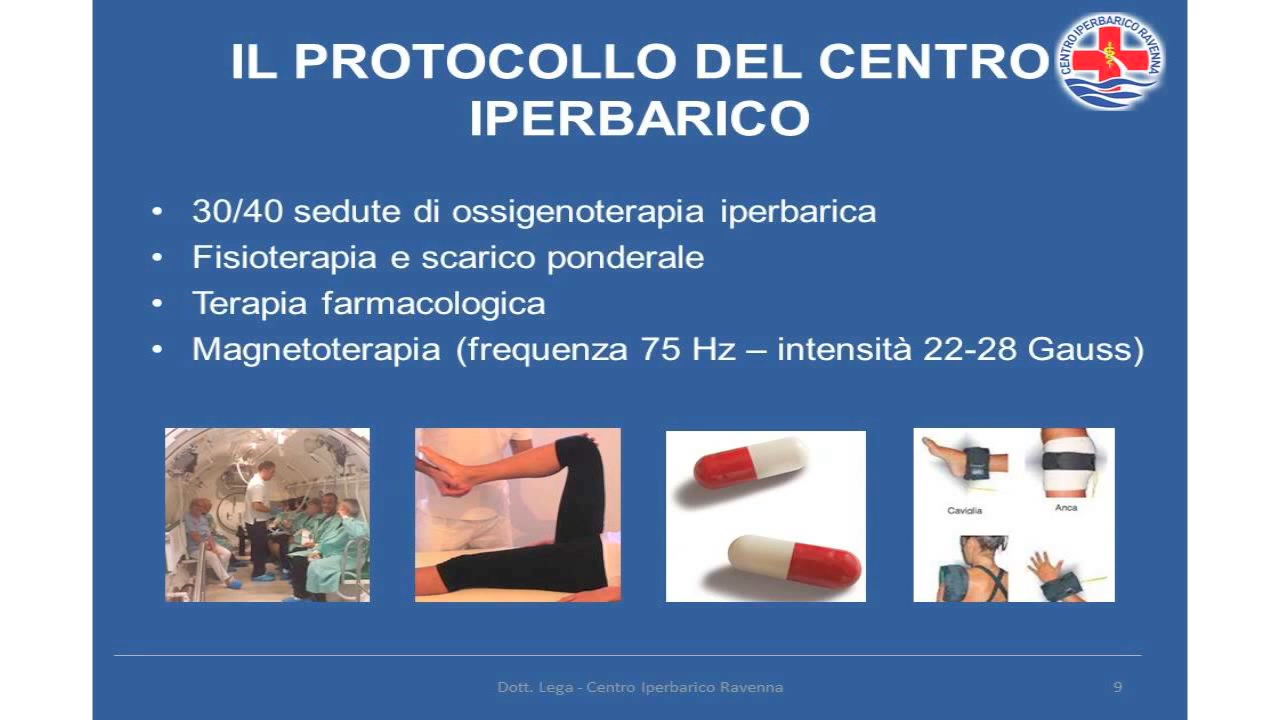 IL PROTOCOLLO DEL CENTRO
IPERBARICO
CENTRO IPERBARICO RAVENNA
• 30/40 sedute di ossigenoterapia iperbarica
• Fisioterapia e scarico ponderale
• Terapia farmacologica
• Magnetoterapia (frequenza 75 Hz – intensità 22-28 Gauss)
Caviglia
Anca
Dott. Lega - Centro Iperbarico Ravenna
9